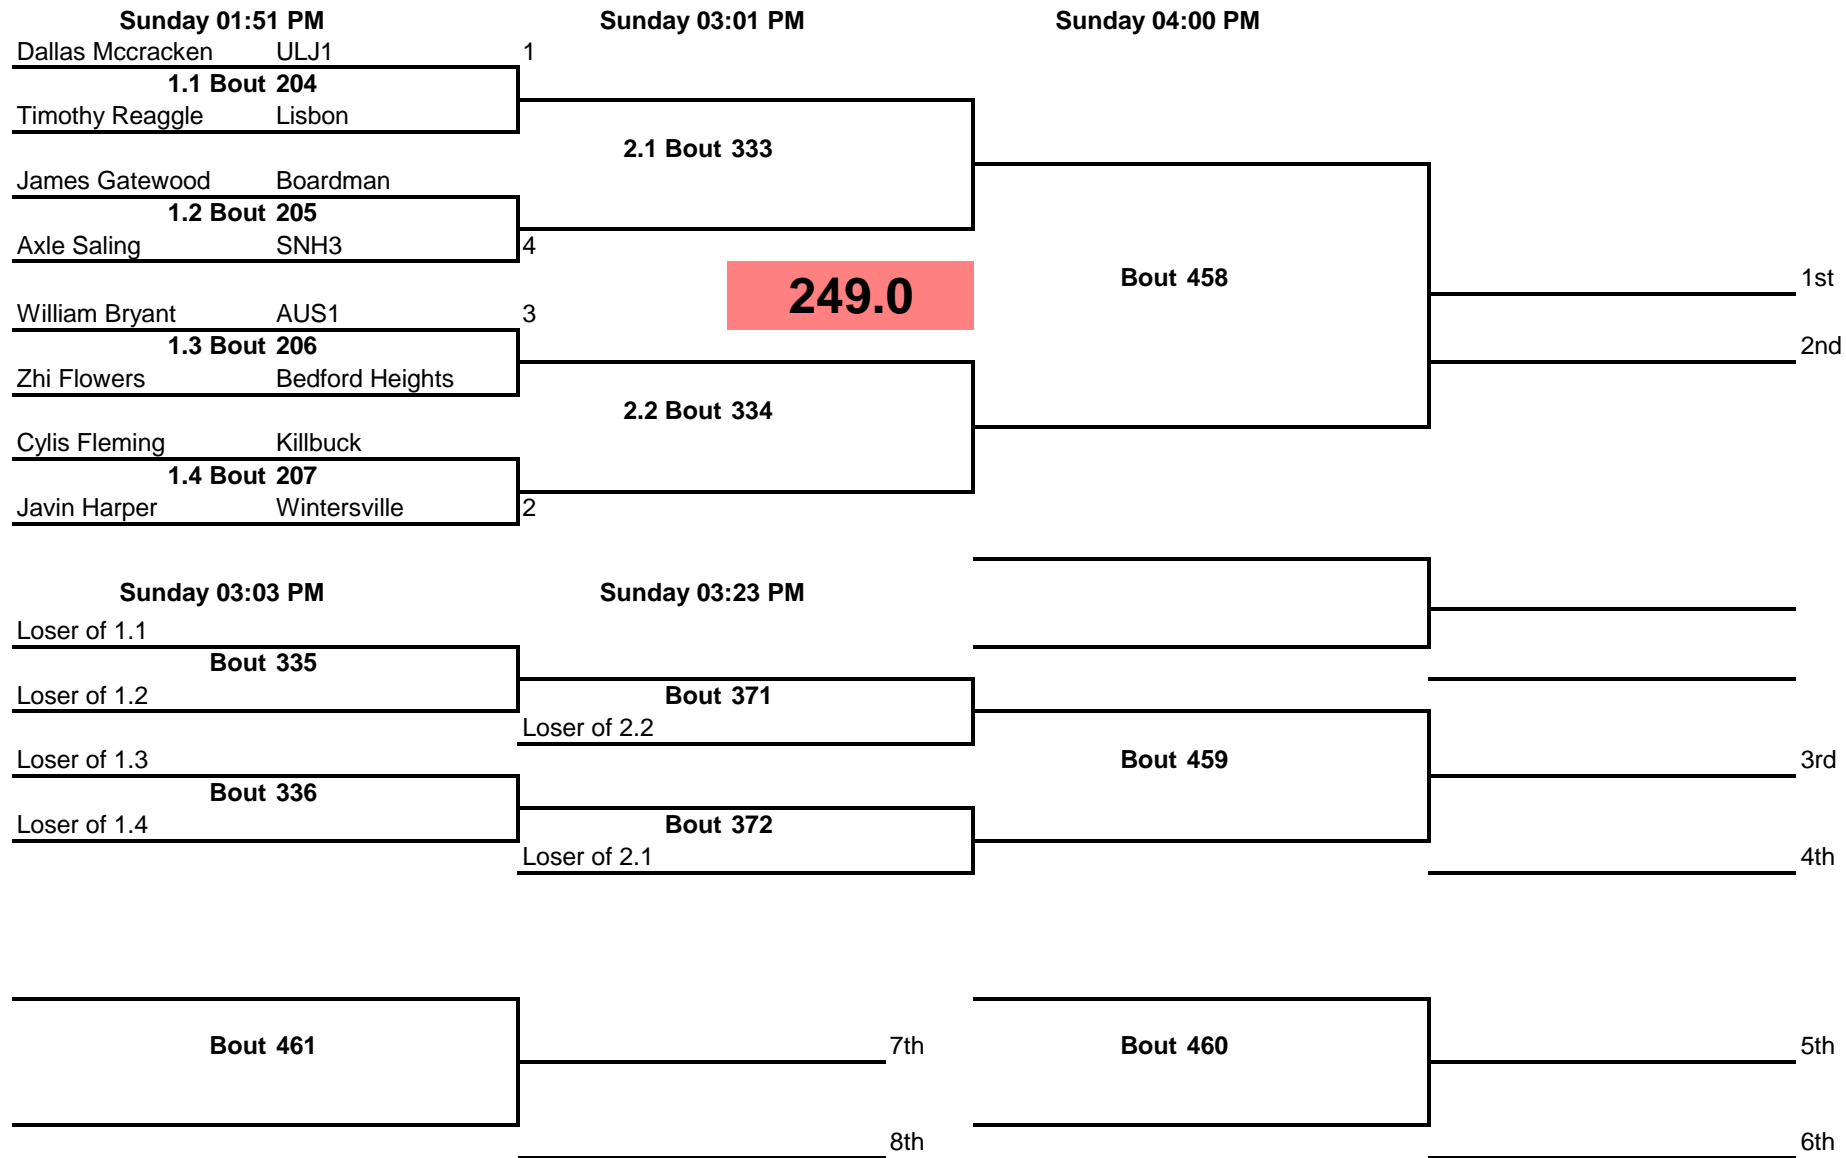 Sunday 01:51 PM Sunday 03:01 PM Sunday 04:00 PM
Dallas Mccracken ULJ1 1
1.1 Bout 204
Timothy Reaggle Lisbon
2.1 Bout 333
James Gatewood Boardman
1.2 Bout 205
Axle Saling SNH3 4
249.0
Bout 458 1st
William Bryant AUS1 3
1.3 Bout 206 2nd
Zhi Flowers Bedford Heights
2.2 Bout 334
Cylis Fleming Killbuck
1.4 Bout 207
Javin Harper Wintersville 2
Sunday 03:03 PM Sunday 03:23 PM
Loser of 1.1
Bout 335
Loser of 1.2 Bout 371
Loser of 2.2
Loser of 1.3 Bout 459 3rd
Bout 336
Loser of 1.4 Bout 372
Loser of 2.1 4th
Bout 461 7th Bout 460 5th
8th 6th